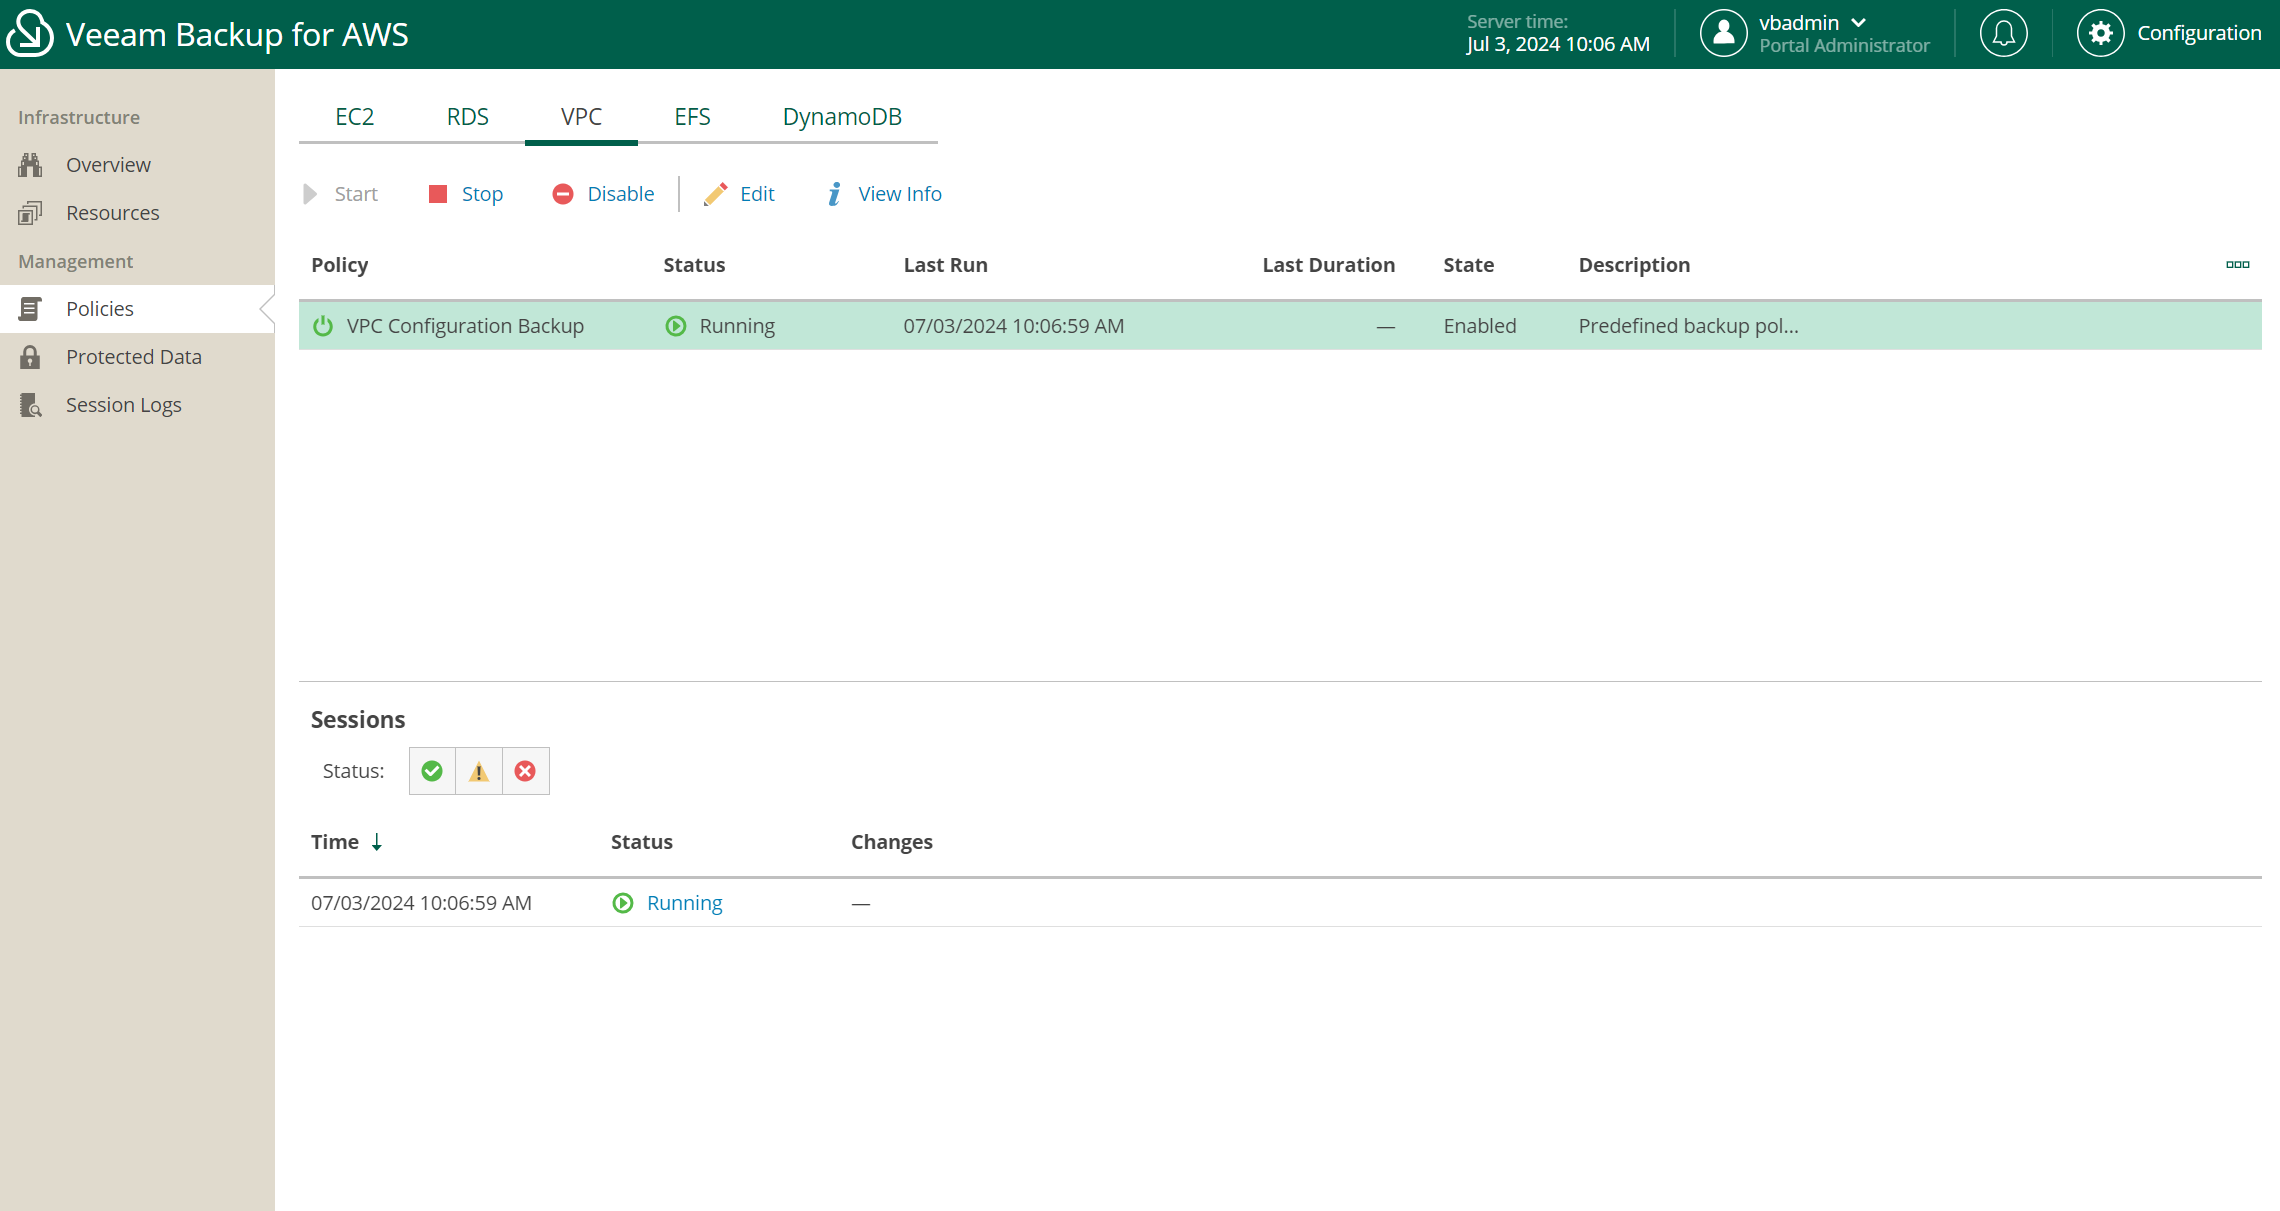 Veeam Backup for AWS
Server time:
Jul 3, 2024 10:06 AM
vbadmin
Portal Administrator
Configuration
Infrastructure
Overview
Resources
Management
Policies
Protected Data
Session Logs
EC2 RDS VPC EFS DynamoDB
Start Stop Disable Edit View Info
Policy Status Last Run Last Duration State Description
VPC Configuration Backup Running 07/03/2024 10:06:59 AM — Enabled Predefined backup pol...
Sessions
Status:
Time Status Changes
07/03/2024 10:06:59 AM Running —